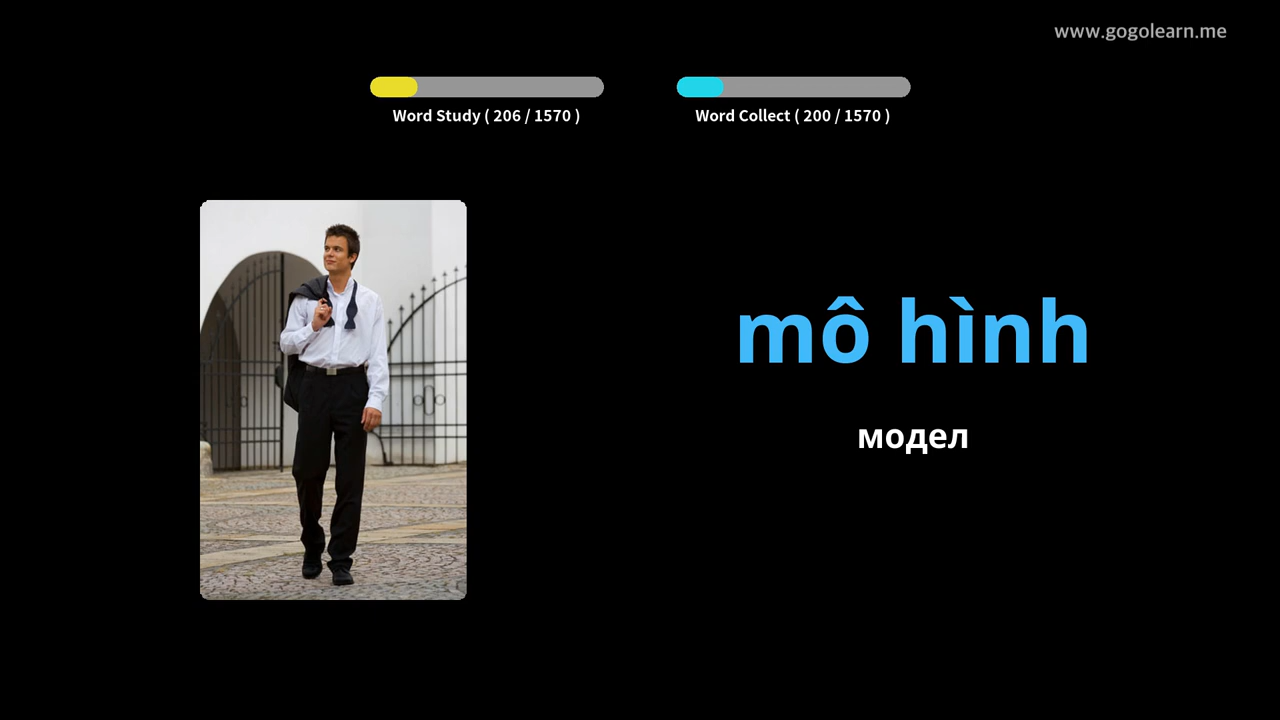 www.gogolearn.me
Word Study ( 206 / 1570 )
Word Collect ( 200 / 1570 )
mô hình
модел